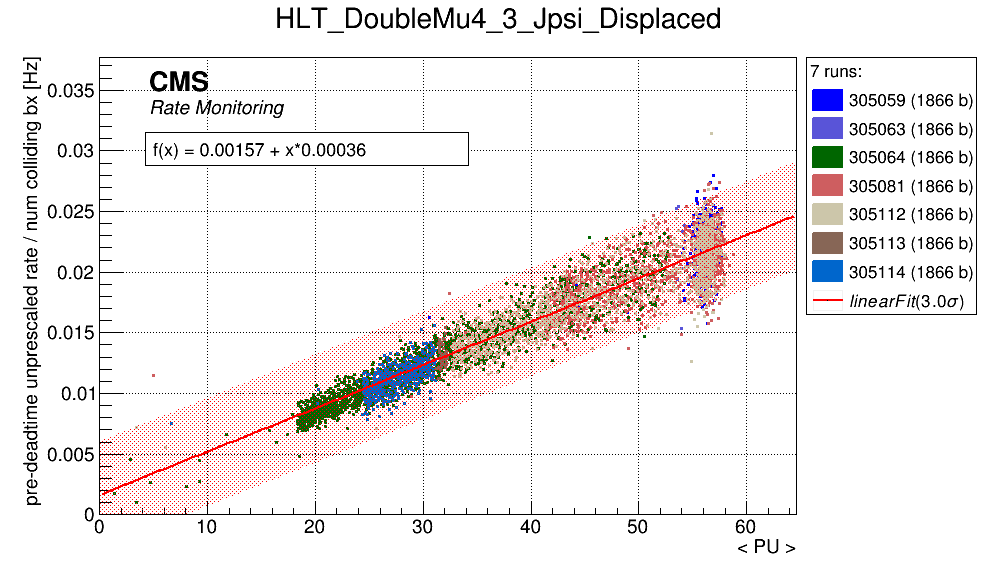 HLT_DoubleMu4_3_Jpsi_Displaced
pre-deadtime unprescaled rate / num colliding bx [Hz]
0.035
0.03
0.025
0.02
0.015
0.01
0.005
0
CMS
Rate Monitoring
f(x) = 0.00157 + x*0.00036
0 10 20 30 40 50 60
< PU >
7 runs:
305059 (1866 b)
305063 (1866 b)
305064 (1866 b)
305081 (1866 b)
305112 (1866 b)
305113 (1866 b)
305114 (1866 b)
linearFit(3.0σ)